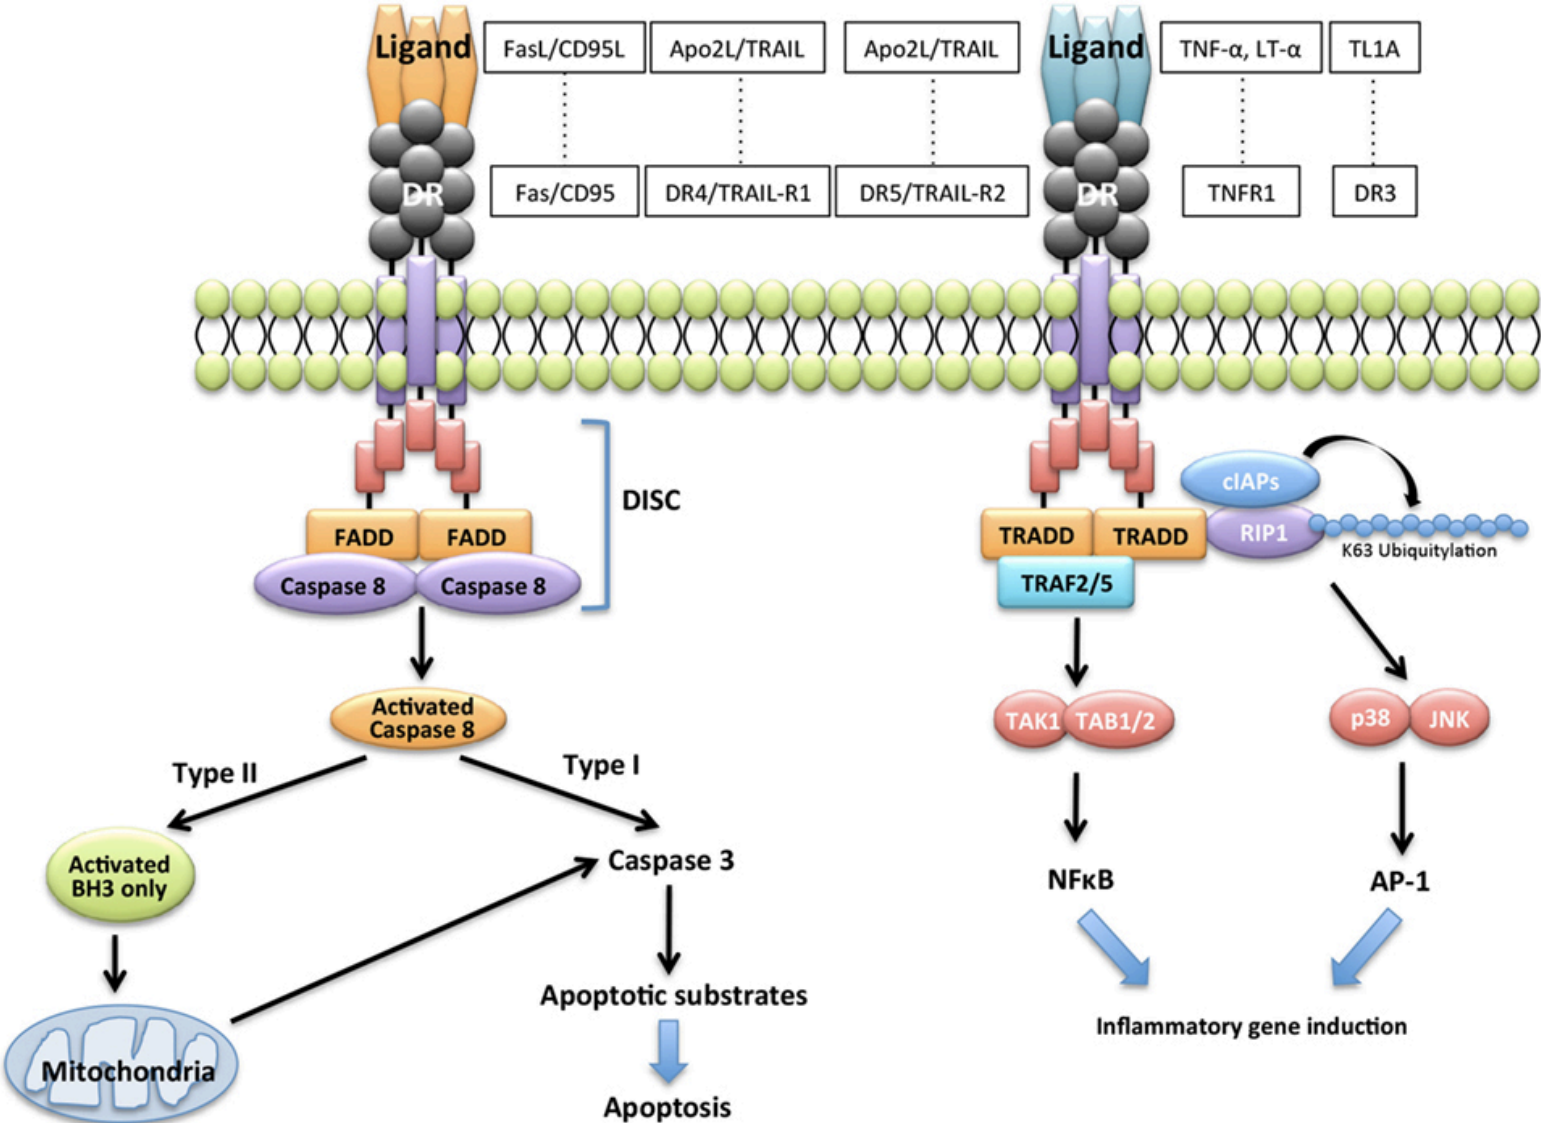 Ligand
FasL/CD95L
Apo2L/TRAIL
Apo2L/TRAIL
Ligand
TNF-α, LT-α
TL1A
DR
Fas/CD95
DR4/TRAIL-R1
DR5/TRAIL-R2
DR
TNFR1
DR3
DISC
FADD
FADD
Caspase 8
Caspase 8
cIAPs
TRADD
TRADD
RIP1
K63 Ubiquitylation
TRAF2/5
Activated
Caspase 8
TAK1
TAB1/2
p38
JNK
Type II
Type I
Activated
BH3 only
Caspase 3
NFκB
AP-1
Apoptotic substrates
Inflammatory gene induction
Mitochondria
Apoptosis